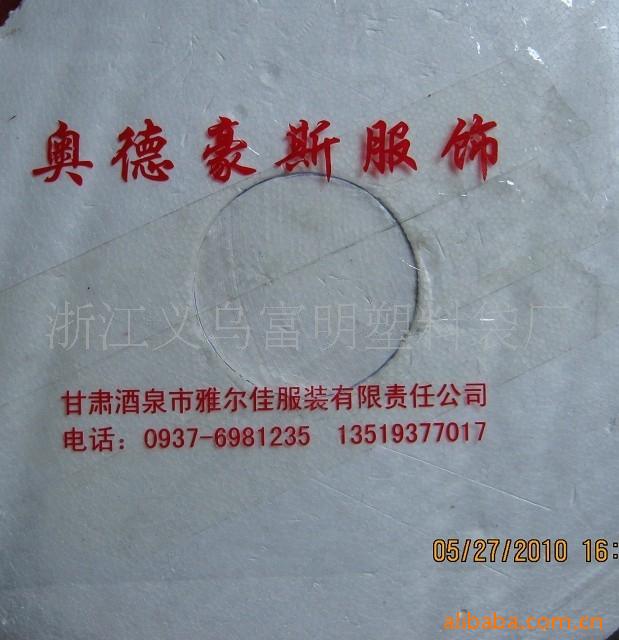 奥德豪斯服饰
浙江义乌富明塑料袋厂
甘肃酒泉市雅尔佳服装有限责任公司
电话：0937-6981235 13519377017
05/27/2010 16:
alibaba.com.cn